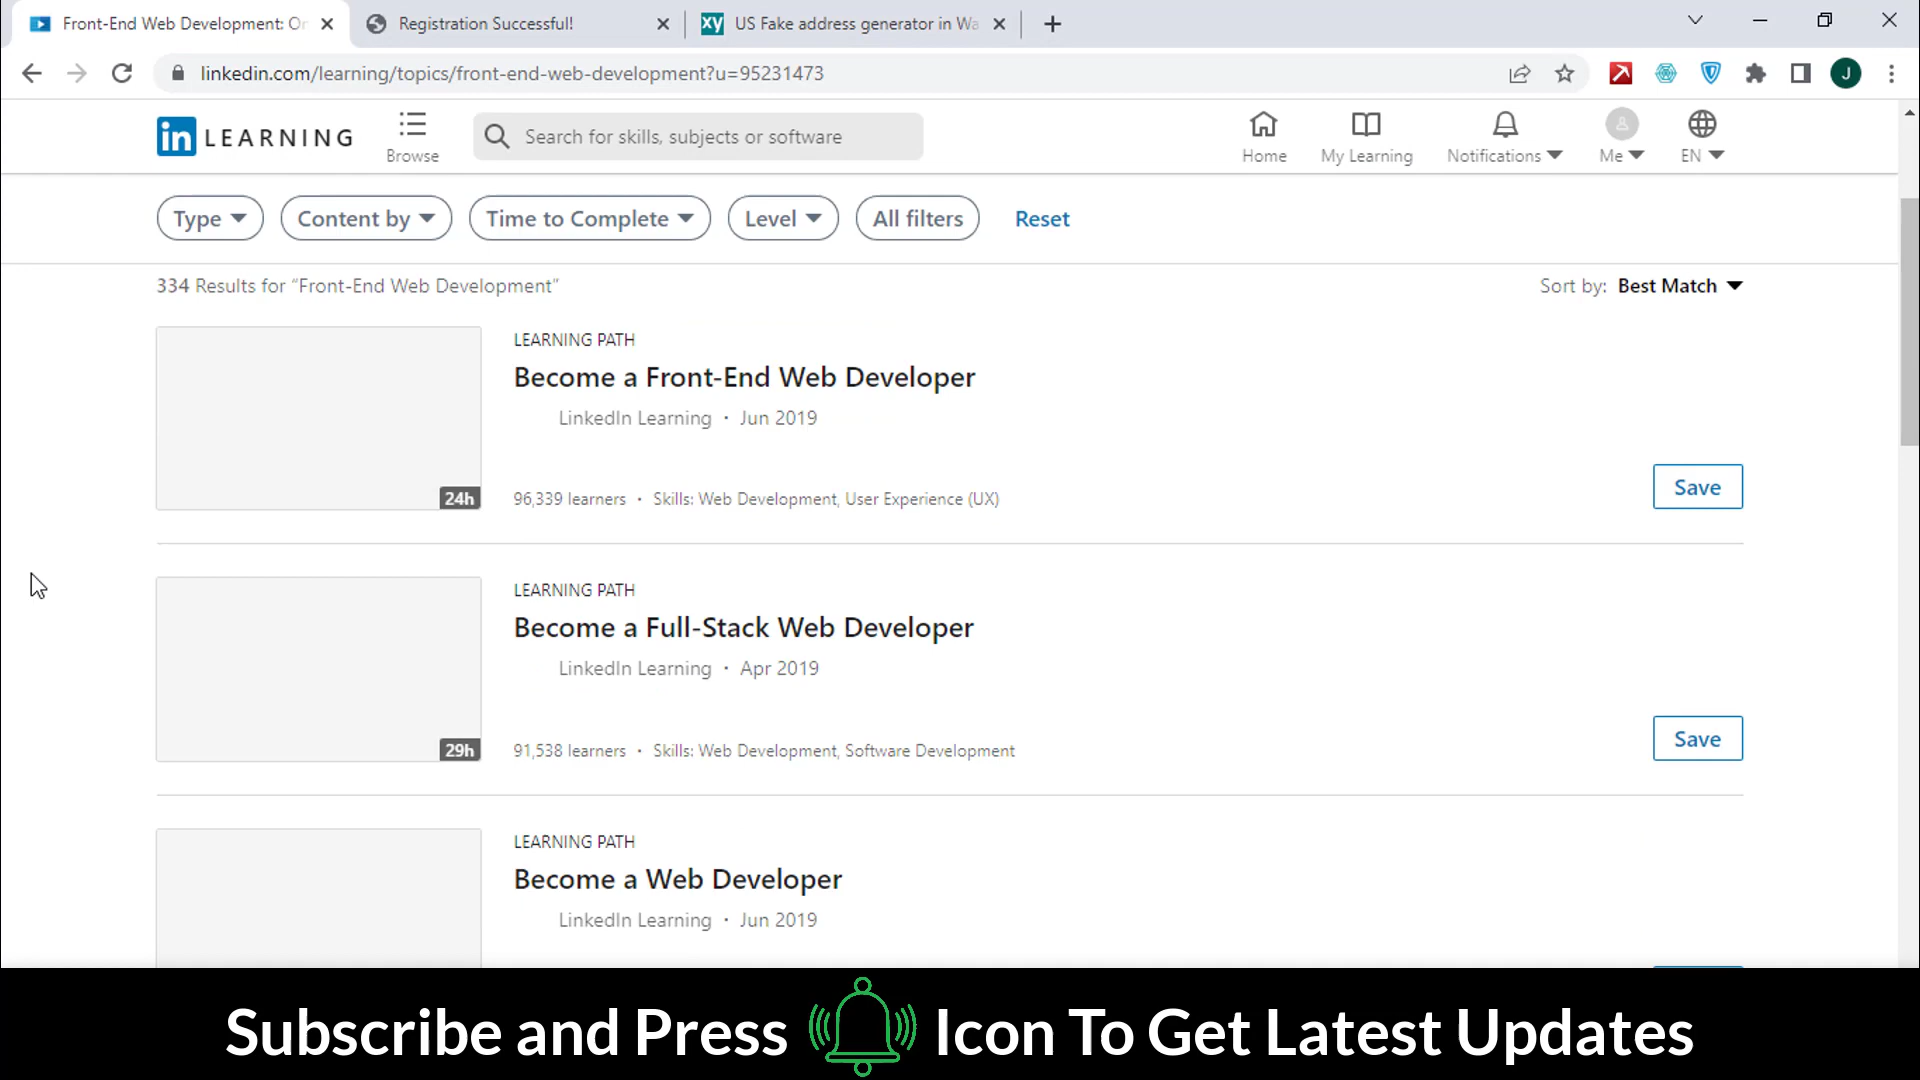 Front-End Web Development: Or
Registration Successful!
US Fake address generator in Wa
linkedin.com/learning/topics/front-end-web-development?u=95231473
J
in LEARNING
Browse
Search for skills, subjects or software
Home
My Learning
Notifications
Me
EN
Type
Content by
Time to Complete
Level
All filters
Reset
334 Results for “Front-End Web Development”
Sort by: Best Match
LEARNING PATH
Become a Front-End Web Developer
LinkedIn Learning · Jun 2019
24h
96,339 learners · Skills: Web Development, User Experience (UX)
Save
LEARNING PATH
Become a Full-Stack Web Developer
LinkedIn Learning · Apr 2019
29h
91,538 learners · Skills: Web Development, Software Development
Save
LEARNING PATH
Become a Web Developer
LinkedIn Learning · Jun 2019
Subscribe and Press Icon To Get Latest Updates